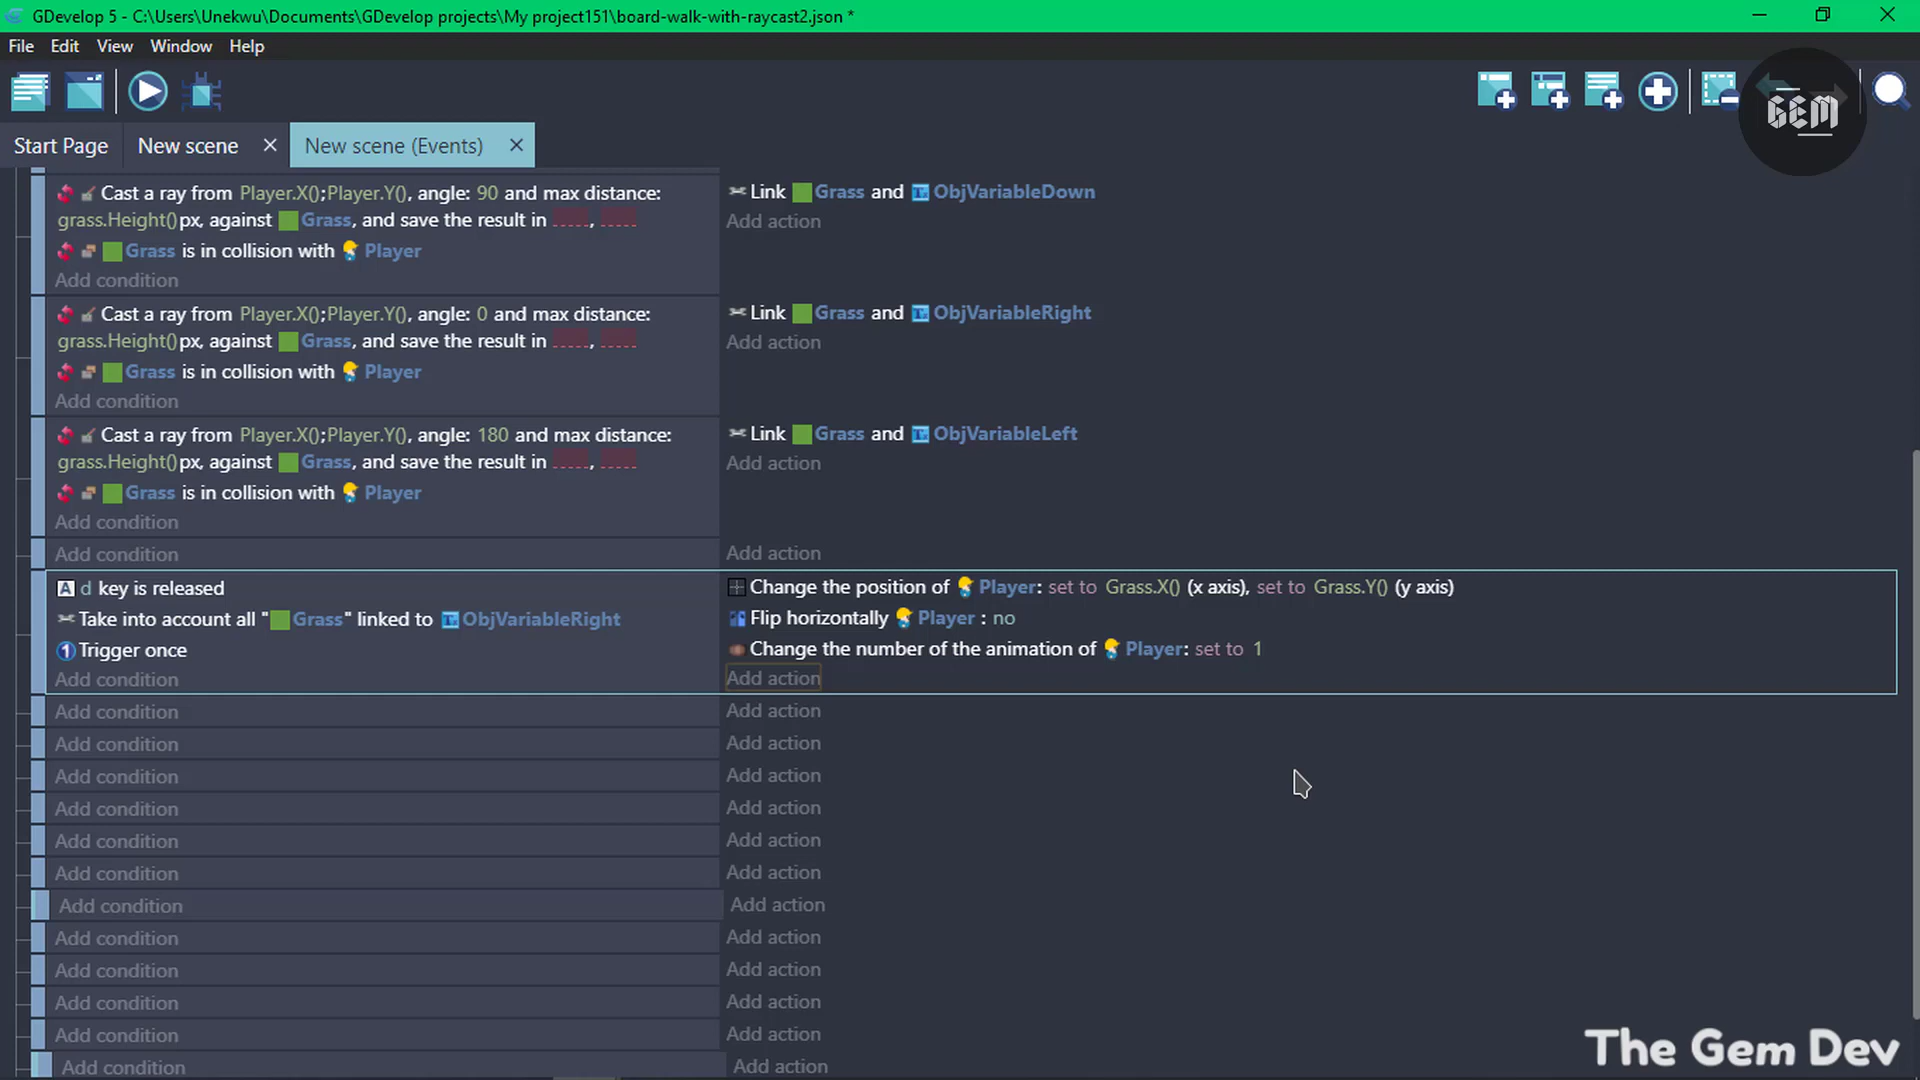 GDevelop 5 - C:\Users\Unekwu\Documents\GDevelop projects\My project151\board-walk-with-raycast2.json *
File Edit View Window Help
GEM
Start Page New scene New scene (Events)
Cast a ray from Player.X();Player.Y(), angle: 90 and max distance:
grass.Height()px, against Grass, and save the result in ,
Grass is in collision with Player
Add condition
Link Grass and ObjVariableDown
Add action
Cast a ray from Player.X();Player.Y(), angle: 0 and max distance:
grass.Height()px, against Grass, and save the result in ,
Grass is in collision with Player
Add condition
Link Grass and ObjVariableRight
Add action
Cast a ray from Player.X();Player.Y(), angle: 180 and max distance:
grass.Height()px, against Grass, and save the result in ,
Grass is in collision with Player
Add condition
Link Grass and ObjVariableLeft
Add action
Add condition Add action
d key is released
Take into account all "Grass" linked to ObjVariableRight
Trigger once
Add condition
Change the position of Player: set to Grass.X() (x axis), set to Grass.Y() (y axis)
Flip horizontally Player : no
Change the number of the animation of Player: set to 1
Add action
Add condition Add action
Add condition Add action
Add condition Add action
Add condition Add action
Add condition Add action
Add condition Add action
Add condition Add action
Add condition Add action
Add condition Add action
Add condition Add action
Add condition Add action
Add condition Add action
The Gem Dev